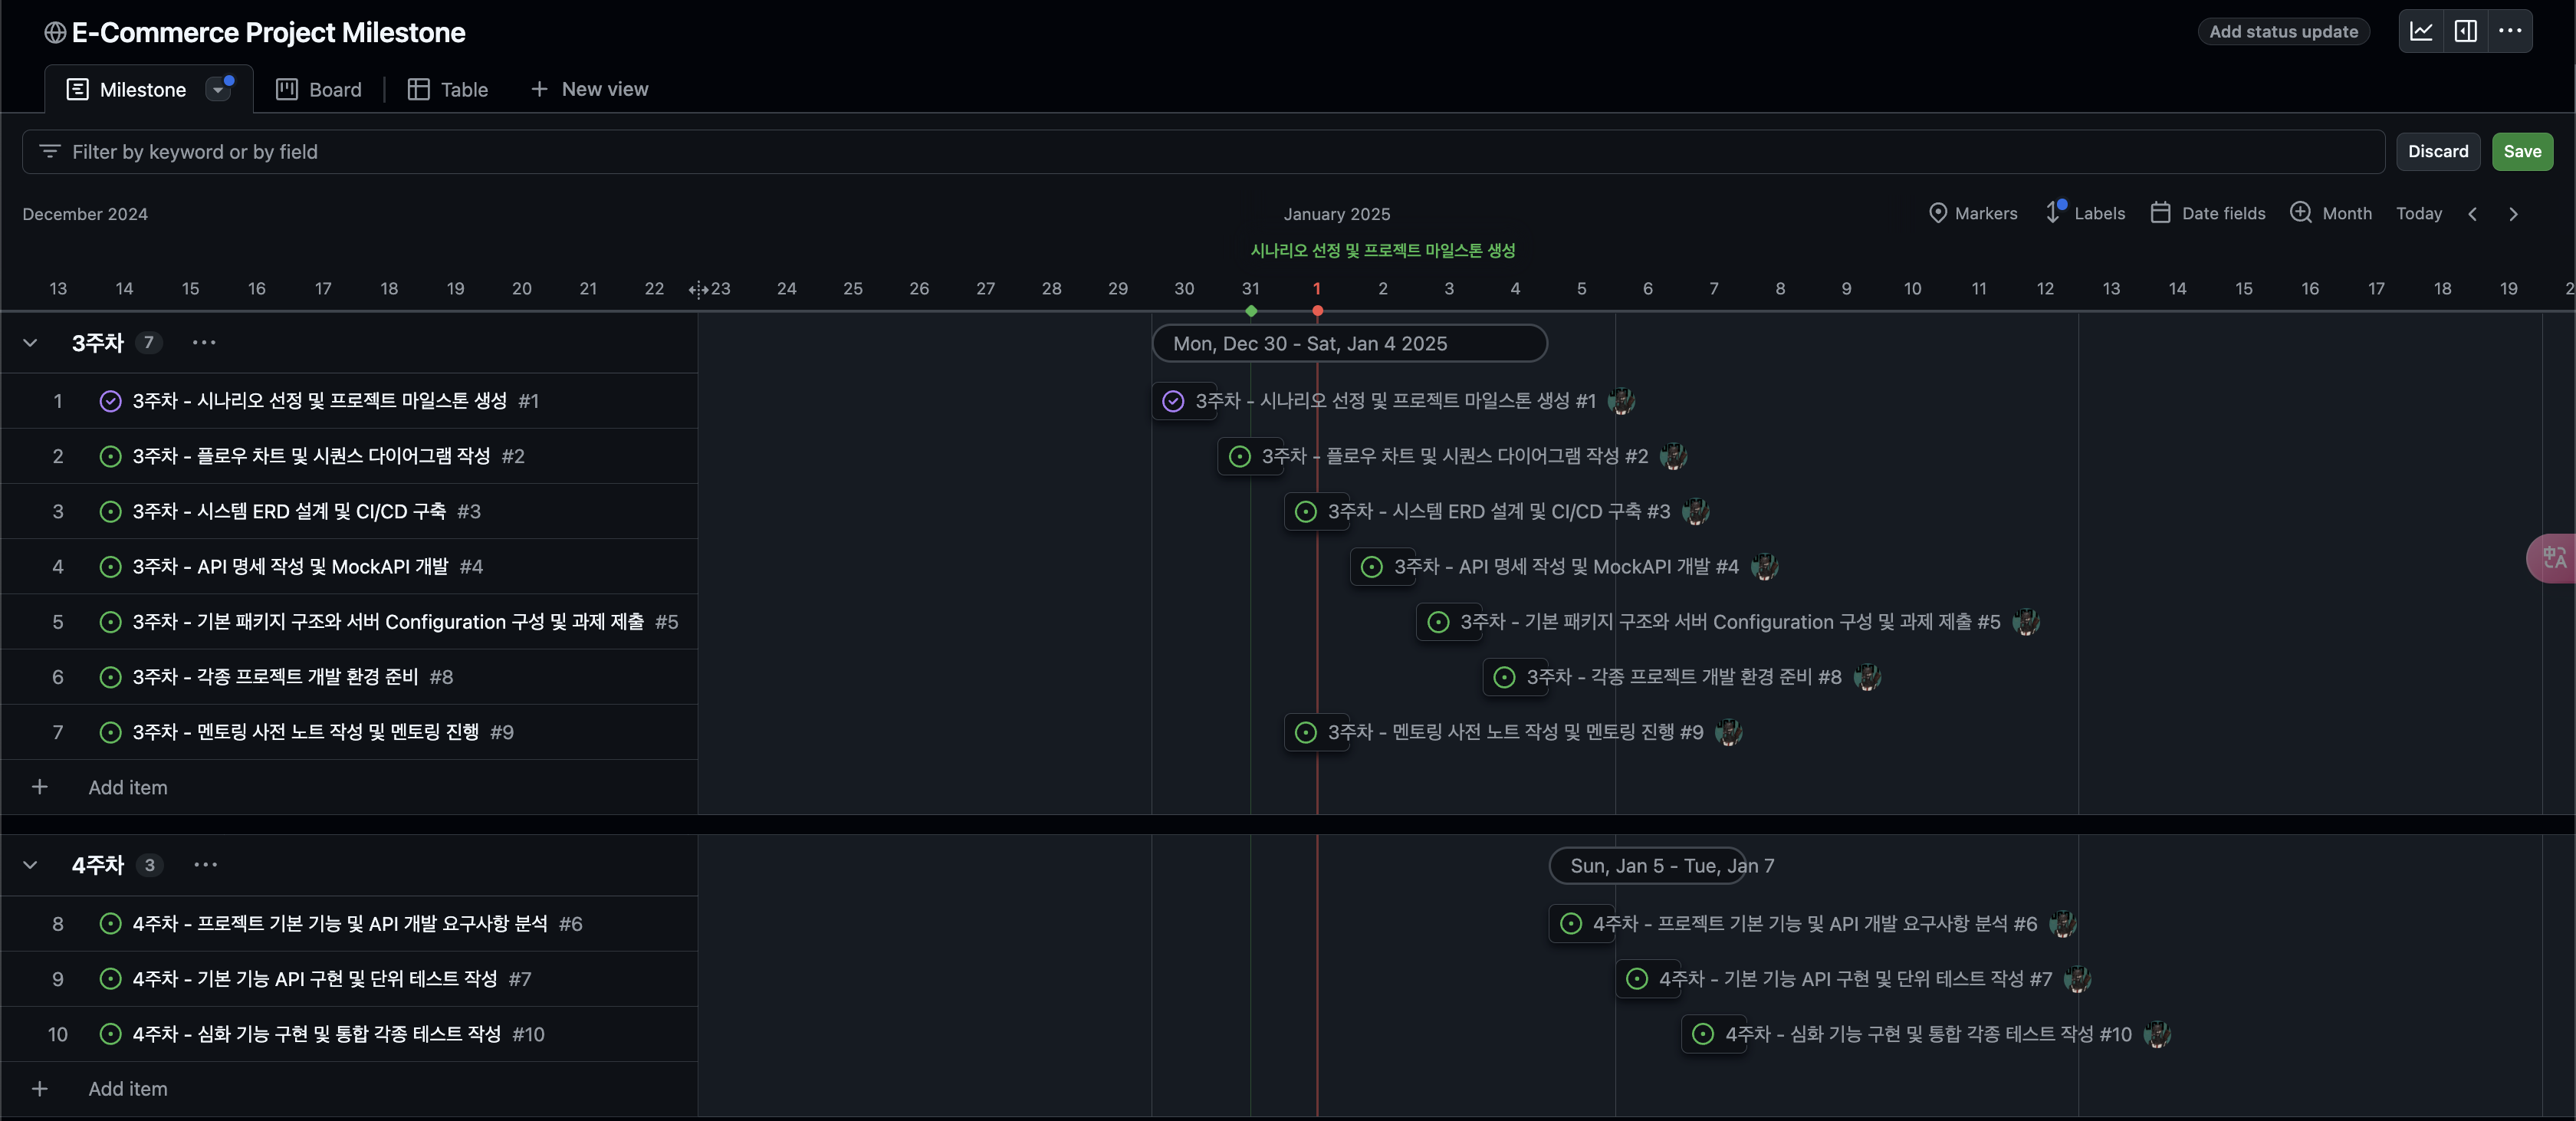 E-Commerce Project Milestone
Add status update
Milestone
Board
Table
New view
Filter by keyword or by field
Discard
Save
December 2024
January 2025
Markers
Labels
Date fields
Month
Today
시나리오 선정 및 프로젝트 마일스톤 생성
13 14 15 16 17 18 19 20 21 22 23 24 25 26 27 28 29 30 31 1 2 3 4 5 6 7 8 9 10 11 12 13 14 15 16 17 18 19 2
3주차 7
Mon, Dec 30 - Sat, Jan 4 2025
1 3주차 - 시나리오 선정 및 프로젝트 마일스톤 생성 #1
3주차 - 시나리오 선정 및 프로젝트 마일스톤 생성 #1
2 3주차 - 플로우 차트 및 시퀀스 다이어그램 작성 #2
3주차 - 플로우 차트 및 시퀀스 다이어그램 작성 #2
3 3주차 - 시스템 ERD 설계 및 CI/CD 구축 #3
3주차 - 시스템 ERD 설계 및 CI/CD 구축 #3
4 3주차 - API 명세 작성 및 MockAPI 개발 #4
3주차 - API 명세 작성 및 MockAPI 개발 #4
5 3주차 - 기본 패키지 구조와 서버 Configuration 구성 및 과제 제출 #5
3주차 - 기본 패키지 구조와 서버 Configuration 구성 및 과제 제출 #5
6 3주차 - 각종 프로젝트 개발 환경 준비 #8
3주차 - 각종 프로젝트 개발 환경 준비 #8
7 3주차 - 멘토링 사전 노트 작성 및 멘토링 진행 #9
3주차 - 멘토링 사전 노트 작성 및 멘토링 진행 #9
Add item
4주차 3
Sun, Jan 5 - Tue, Jan 7
8 4주차 - 프로젝트 기본 기능 및 API 개발 요구사항 분석 #6
4주차 - 프로젝트 기본 기능 및 API 개발 요구사항 분석 #6
9 4주차 - 기본 기능 API 구현 및 단위 테스트 작성 #7
4주차 - 기본 기능 API 구현 및 단위 테스트 작성 #7
10 4주차 - 심화 기능 구현 및 통합 각종 테스트 작성 #10
4주차 - 심화 기능 구현 및 통합 각종 테스트 작성 #10
Add item
中A